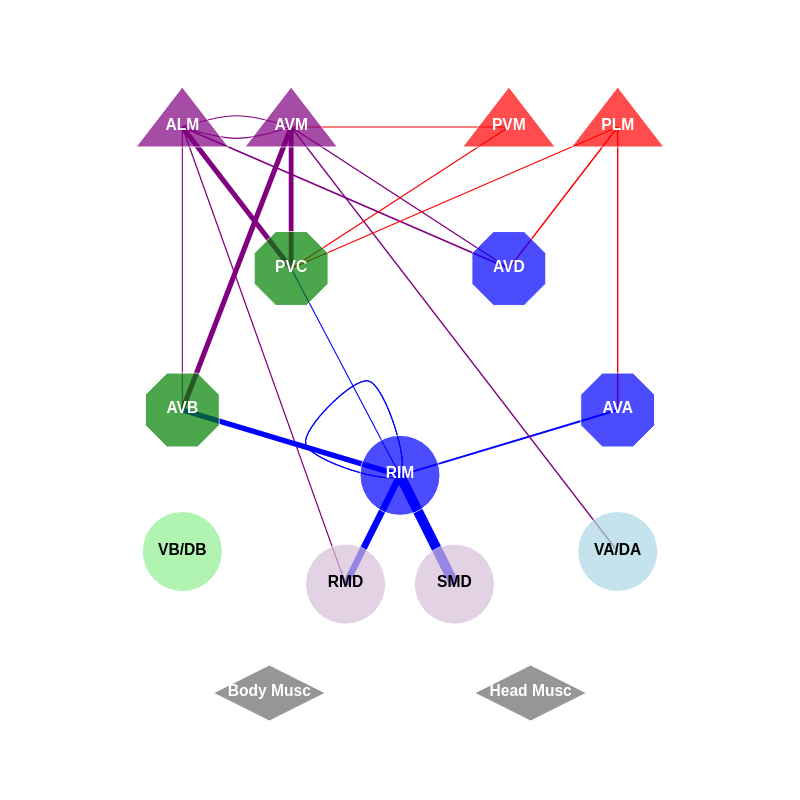 ALM
AVM
PVM
PLM
PVC
AVD
AVB
AVA
RIM
VB/DB
VA/DA
RMD
SMD
Body Musc
Head Musc